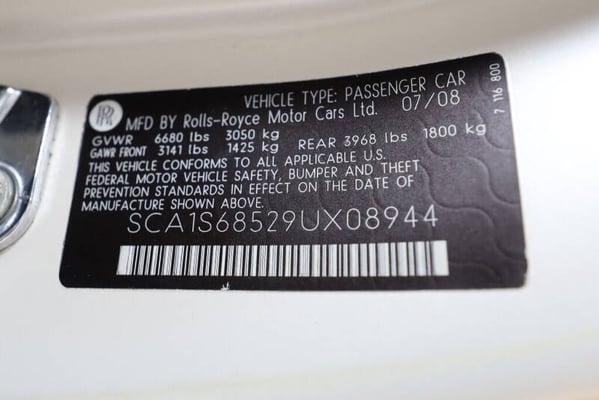 VEHICLE TYPE: PASSENGER CAR
MFD BY Rolls-Royce Motor Cars Ltd. 07/08
GVWR 6680 lbs 3050 kg
GAWR FRONT 3141 lbs 1425 kg REAR 3968 lbs 1800 kg
THIS VEHICLE CONFORMS TO ALL APPLICABLE U.S.
FEDERAL MOTOR VEHICLE SAFETY, BUMPER AND THEFT
PREVENTION STANDARDS IN EFFECT ON THE DATE OF
MANUFACTURE SHOWN ABOVE.
SCA1S68529UX08944
7 116 800